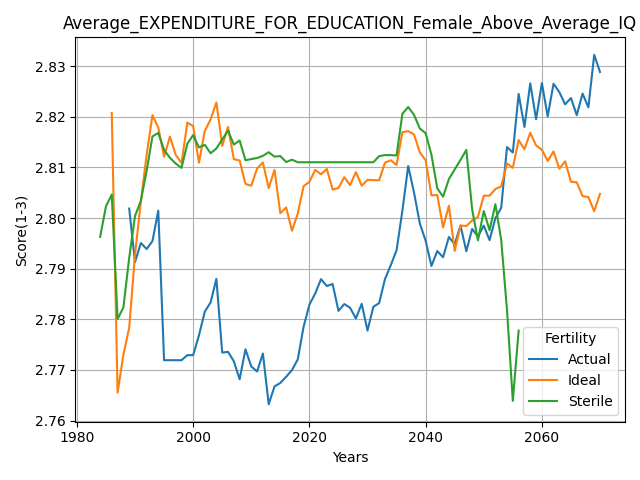 Average_EXPENDITURE_FOR_EDUCATION_Female_Above_Average_IQ
2.83
2.82
2.81
2.80
2.79
2.78
2.77
2.76
Score(1-3)
Fertility
Actual
Ideal
Sterile
1980
2000
2020
2040
2060
Years